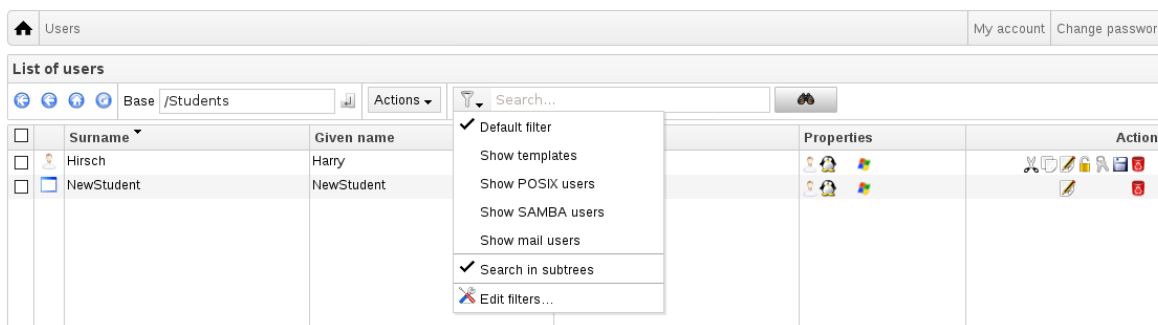 Users My account Change passwor
List of users
Base /Students Actions Search...
Surname Given name Properties Action
Hirsch Harry
NewStudent NewStudent
Default filter
Show templates
Show POSIX users
Show SAMBA users
Show mail users
Search in subtrees
Edit filters...